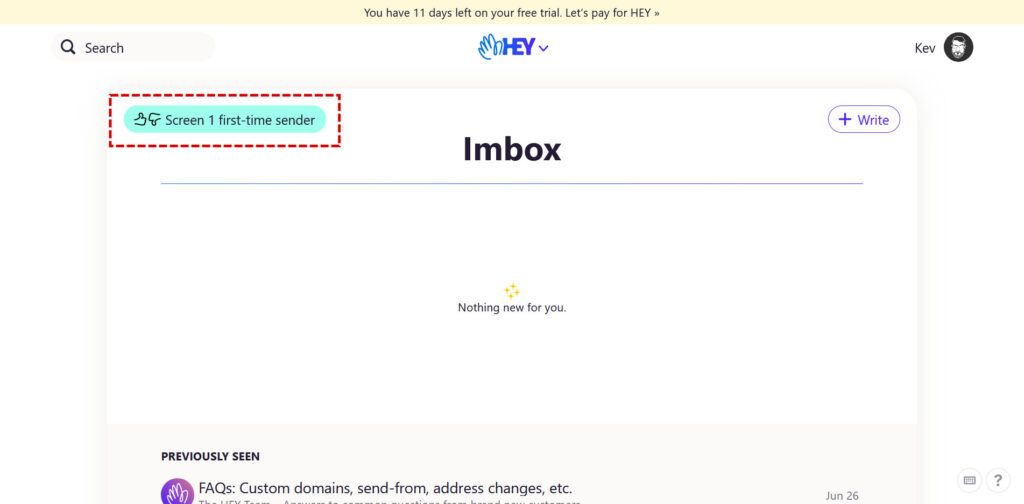 You have 11 days left on your free trial. Let's pay for HEY »
Search
HEY
Kev
Screen 1 first-time sender
+ Write
Imbox
Nothing new for you.
PREVIOUSLY SEEN
FAQs: Custom domains, send-from, address changes, etc.
The HEY Team – Answers to common questions from brand new customers
Jun 26
?